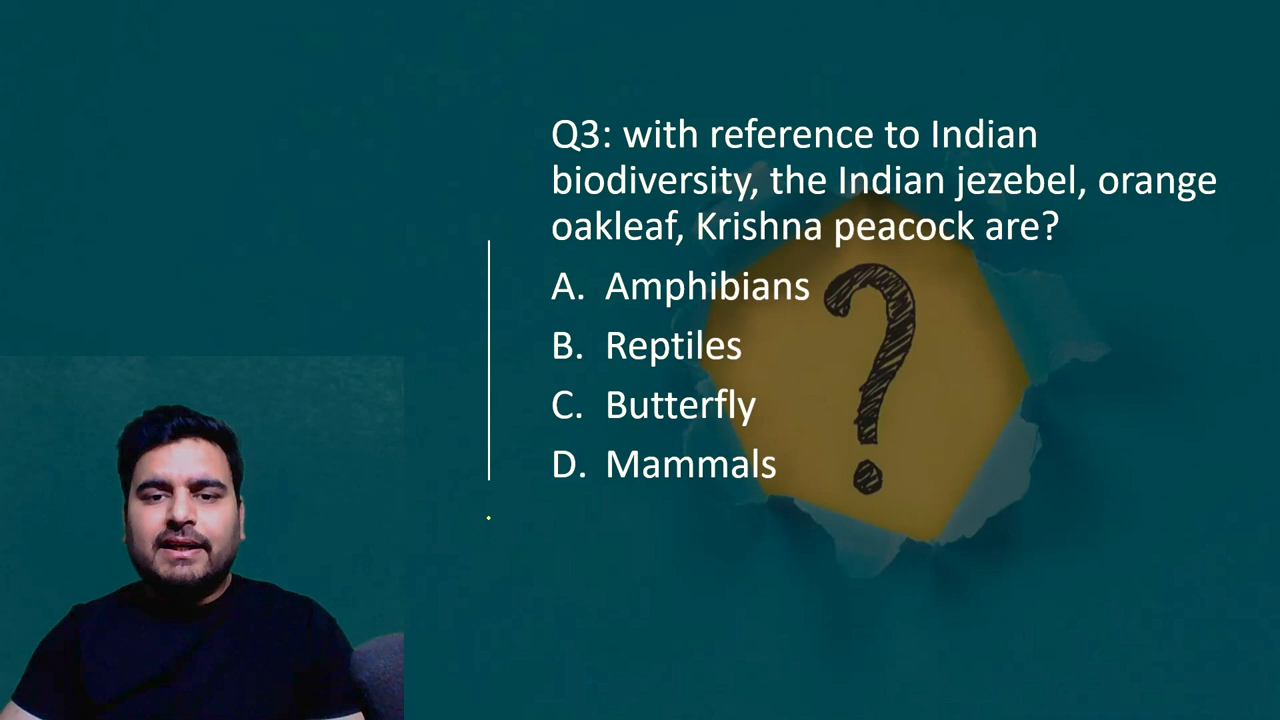 Q3: with reference to Indian
biodiversity, the Indian jezebel, orange
oakleaf, Krishna peacock are?
A. Amphibians
B. Reptiles
C. Butterfly
D. Mammals
?